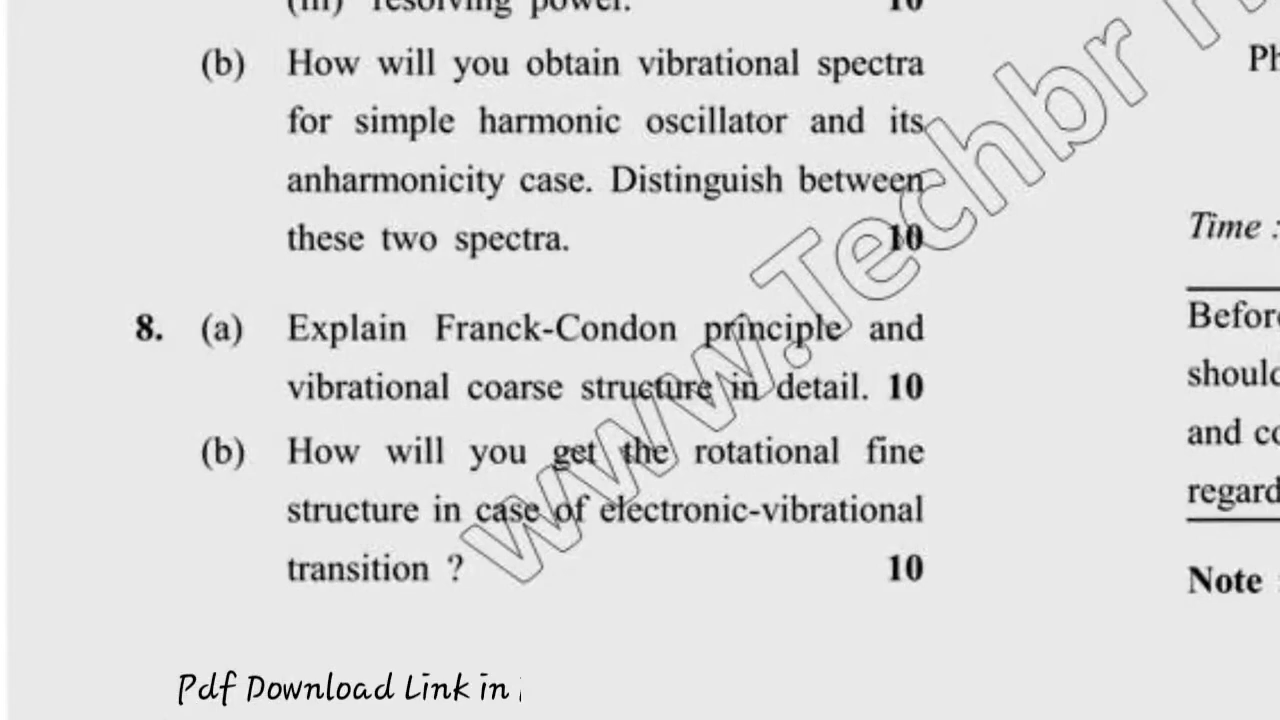 (iii) resolving power. 10
(b) How will you obtain vibrational spectra
for simple harmonic oscillator and its
anharmonicity case. Distinguish between
these two spectra. 10
8. (a) Explain Franck-Condon principle and
vibrational coarse structure in detail. 10
(b) How will you get the rotational fine
structure in case of electronic-vibrational
transition ? 10
www.Techbr
Ph
Time :
Before
should
and co
regard
Note :
Pdf Download Link in